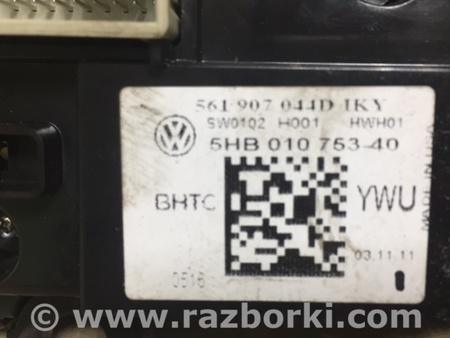 561 907 044D IKY
SW0102 H001 HWH01
5HB 010 753-40
BHTC
YWU
03.11.11
0516
© www.razborki.com